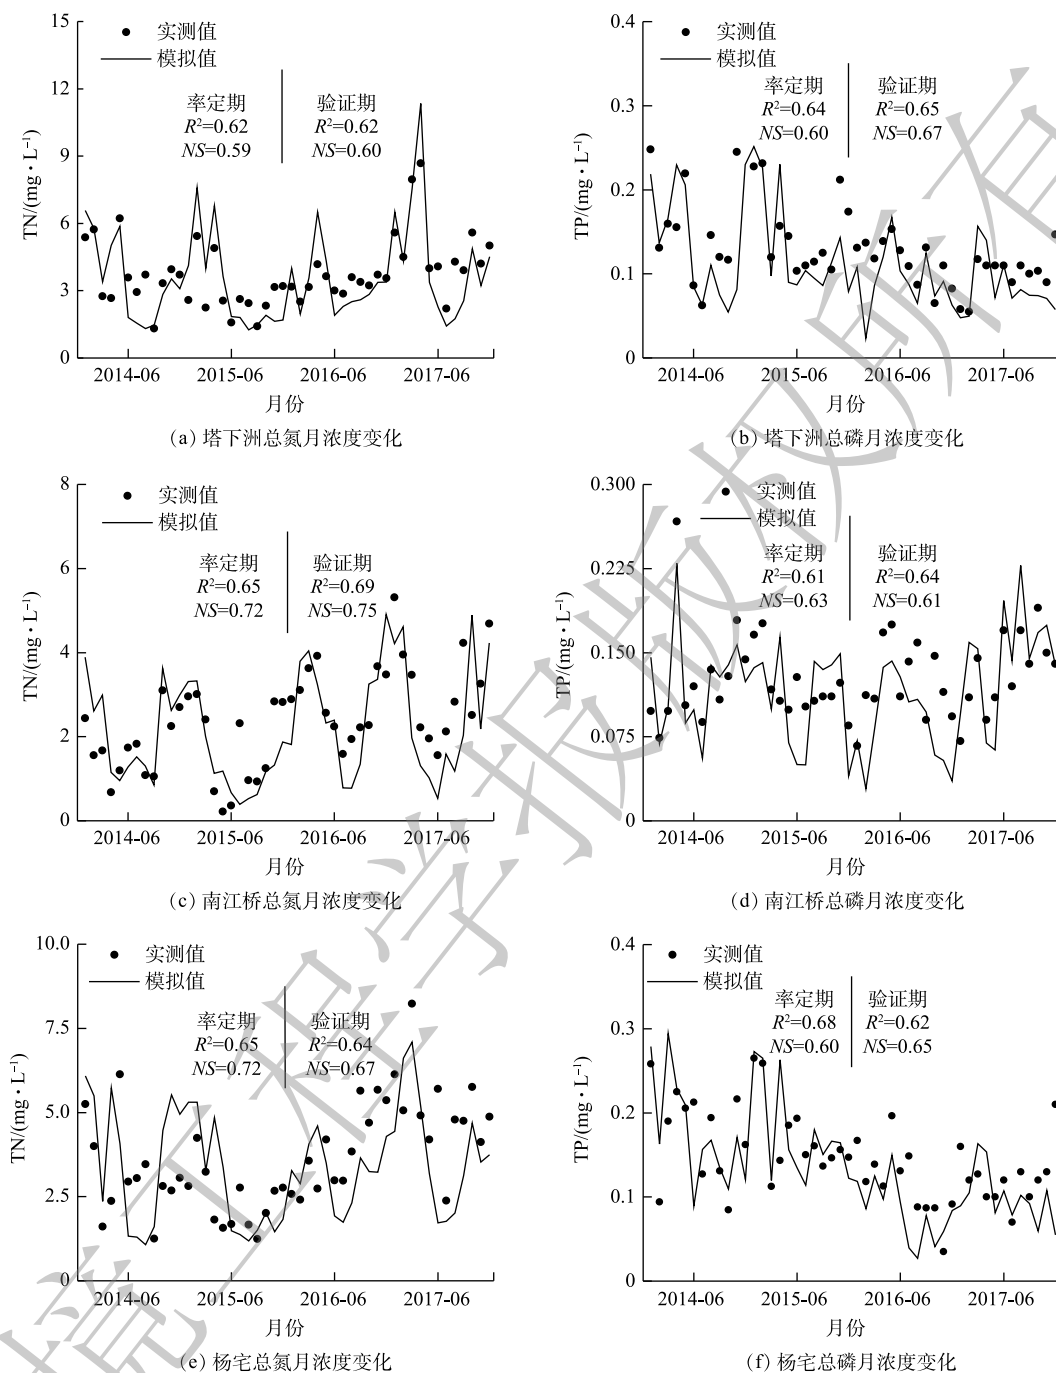 15
12
9
6
3
0
TN/(mg·L⁻¹)
实测值
模拟值
率定期
R²=0.62
NS=0.59
验证期
R²=0.62
NS=0.60
2014-06 2015-06 2016-06 2017-06
月份
(a) 塔下洲总氮月浓度变化
0.4
0.3
0.2
0.1
0
TP/(mg·L⁻¹)
实测值
模拟值
率定期
R²=0.64
NS=0.60
验证期
R²=0.65
NS=0.67
2014-06 2015-06 2016-06 2017-06
月份
(b) 塔下洲总磷月浓度变化
8
6
4
2
0
TN/(mg·L⁻¹)
实测值
模拟值
率定期
R²=0.65
NS=0.72
验证期
R²=0.69
NS=0.75
2014-06 2015-06 2016-06 2017-06
月份
(c) 南江桥总氮月浓度变化
0.300
0.225
0.150
0.075
0
TP/(mg·L⁻¹)
实测值
模拟值
率定期
R²=0.61
NS=0.63
验证期
R²=0.64
NS=0.61
2014-06 2015-06 2016-06 2017-06
月份
(d) 南江桥总磷月浓度变化
10.0
7.5
5.0
2.5
0
TN/(mg·L⁻¹)
实测值
模拟值
率定期
R²=0.65
NS=0.72
验证期
R²=0.64
NS=0.67
2014-06 2015-06 2016-06 2017-06
月份
(e) 杨宅总氮月浓度变化
0.4
0.3
0.2
0.1
0
TP/(mg·L⁻¹)
实测值
模拟值
率定期
R²=0.68
NS=0.60
验证期
R²=0.62
NS=0.65
2014-06 2015-06 2016-06 2017-06
月份
(f) 杨宅总磷月浓度变化
境工程学报版权所有